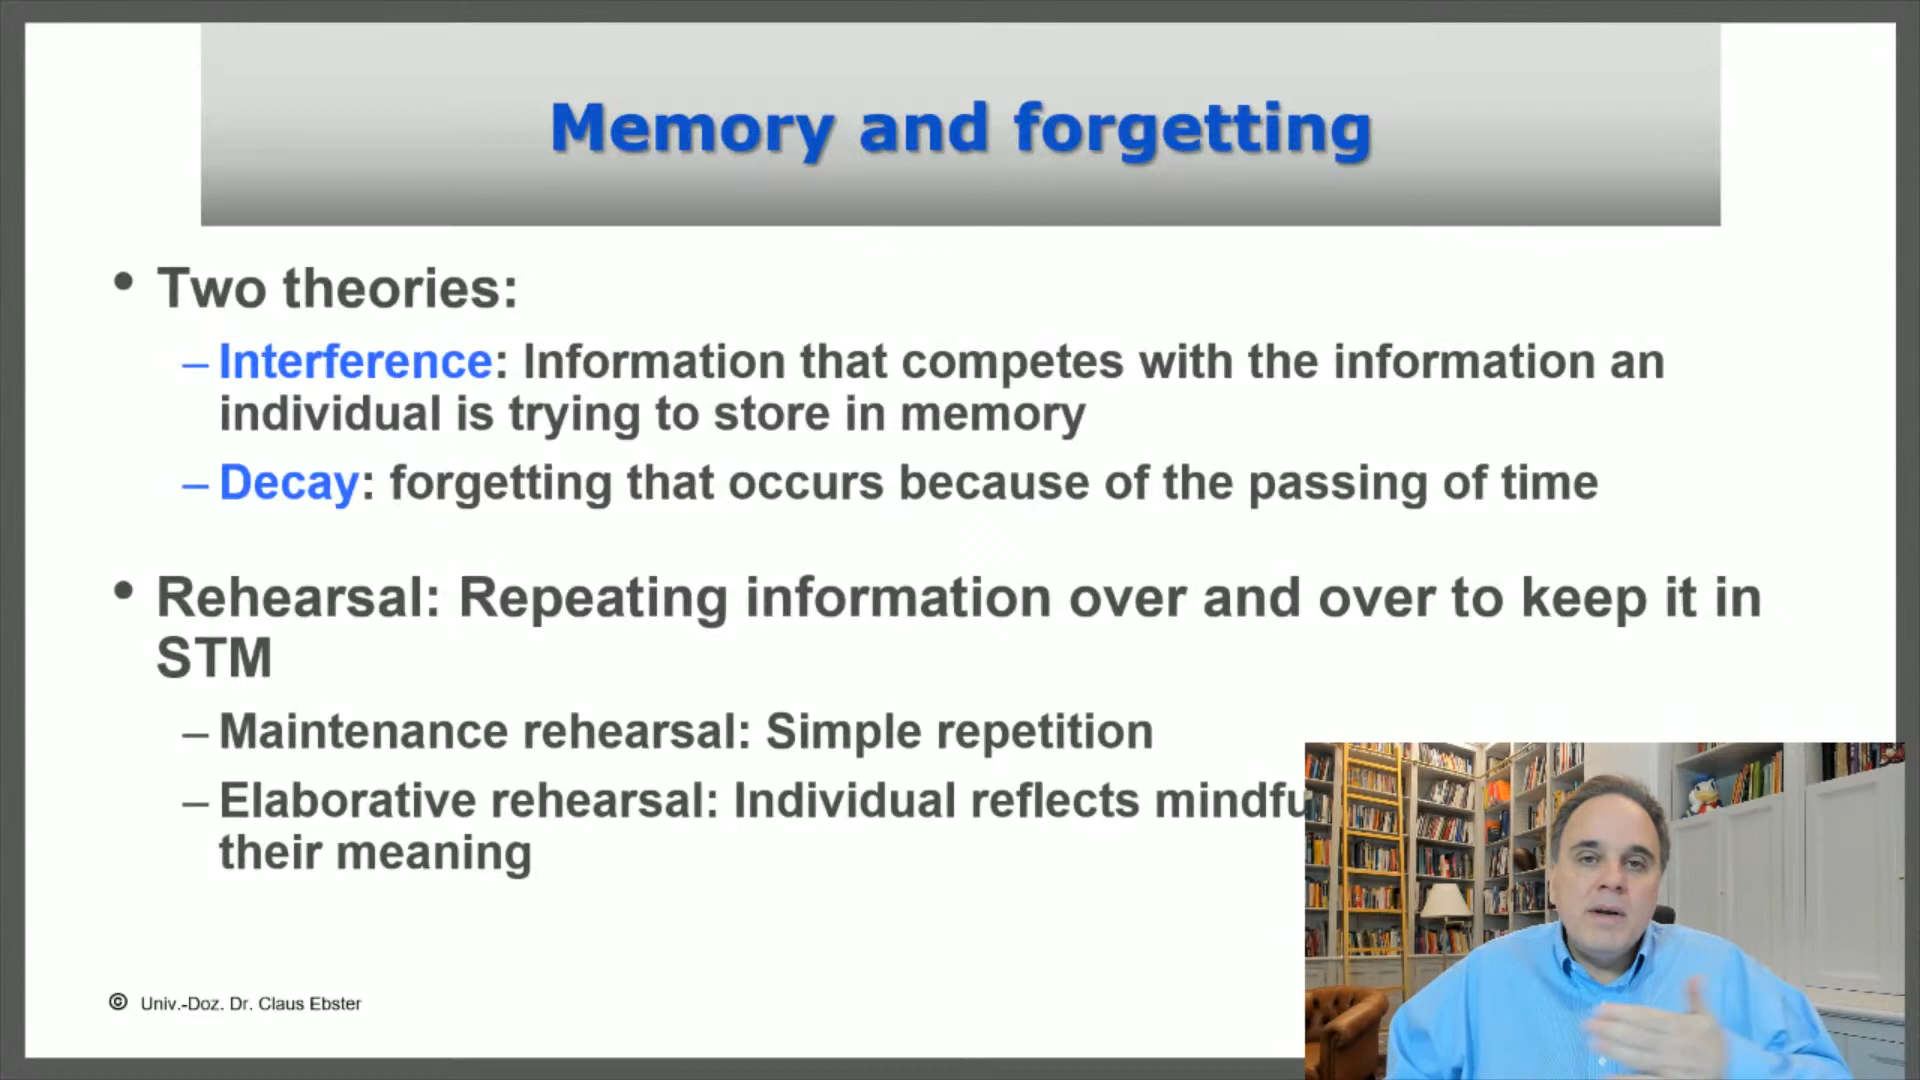 Memory and forgetting
• Two theories:
– Interference: Information that competes with the information an
individual is trying to store in memory
– Decay: forgetting that occurs because of the passing of time
• Rehearsal: Repeating information over and over to keep it in
STM
– Maintenance rehearsal: Simple repetition
– Elaborative rehearsal: Individual reflects
their meaning
© Univ.-Doz. Dr. Claus Ebster